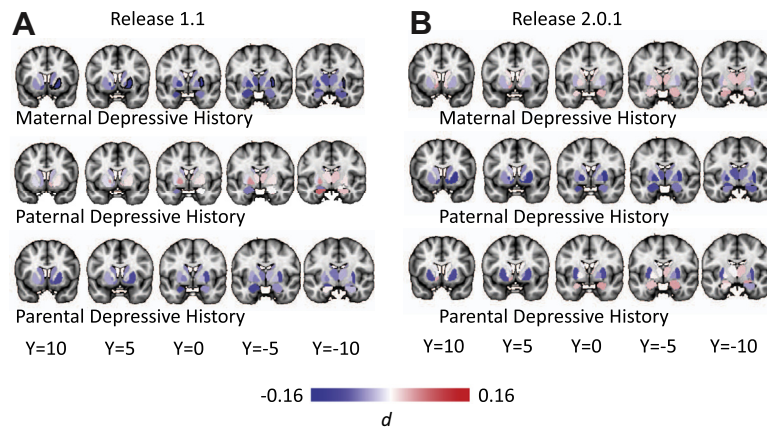 A
Release 1.1
Maternal Depressive History
Paternal Depressive History
Parental Depressive History
Y=10 Y=5 Y=0 Y=-5 Y=-10
B
Release 2.0.1
Maternal Depressive History
Paternal Depressive History
Parental Depressive History
Y=10 Y=5 Y=0 Y=-5 Y=-10
-0.16 0.16
d